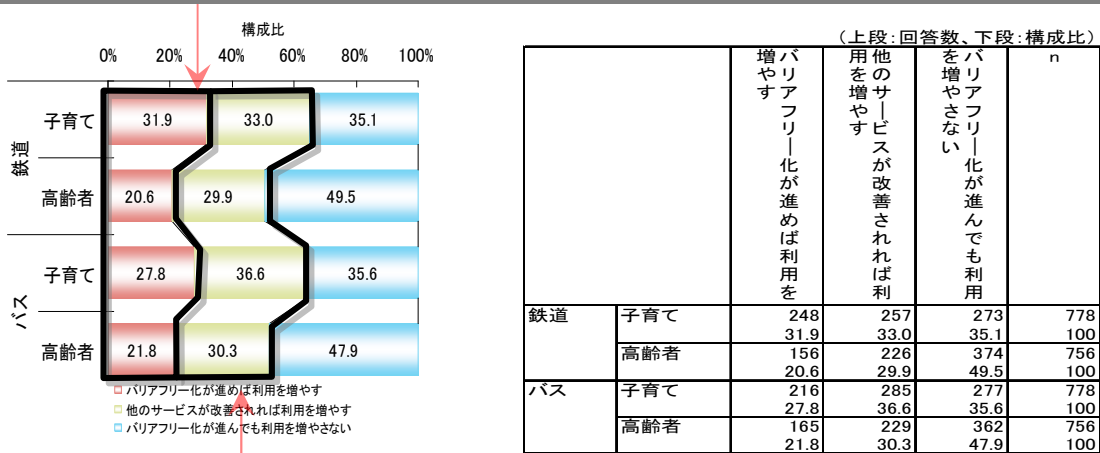 構成比
0% 20% 40% 60% 80% 100%
鉄道
子育て 31.9 33.0 35.1
高齢者 20.6 29.9 49.5
バス
子育て 27.8 36.6 35.6
高齢者 21.8 30.3 47.9
バリアフリー化が進めば利用を増やす
他のサービスが改善されれば利用を増やす
バリアフリー化が進んでも利用を増やさない
(上段:回答数、下段:構成比)
バリアフリー化が進めば利用を
増やす
他のサービスが改善されれば利
用を増やす
バリアフリー化が進んでも利用
を増やさない
n
鉄道 子育て 248 257 273 778
31.9 33.0 35.1 100
高齢者 156 226 374 756
20.6 29.9 49.5 100
バス 子育て 216 285 277 778
27.8 36.6 35.6 100
高齢者 165 229 362 756
21.8 30.3 47.9 100